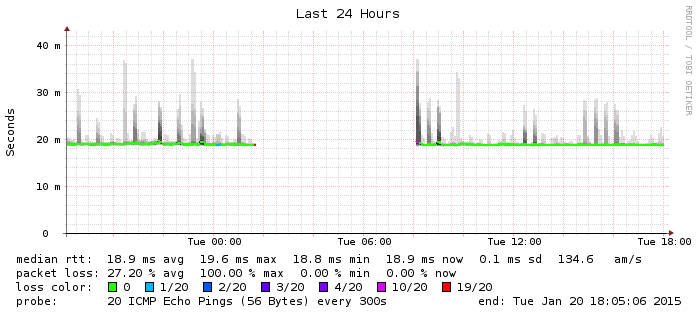 Last 24 Hours
RRDTOOL / TOBI OETIKER
Seconds
40 m
30 m
20 m
10 m
0
Tue 00:00 Tue 06:00 Tue 12:00 Tue 18:00
median rtt: 18.9 ms avg 19.6 ms max 18.8 ms min 18.9 ms now 0.1 ms sd 134.6 am/s
packet loss: 27.20 % avg 100.00 % max 0.00 % min 0.00 % now
loss color: 0 1/20 2/20 3/20 4/20 10/20 19/20
probe: 20 ICMP Echo Pings (56 Bytes) every 300s end: Tue Jan 20 18:05:06 2015